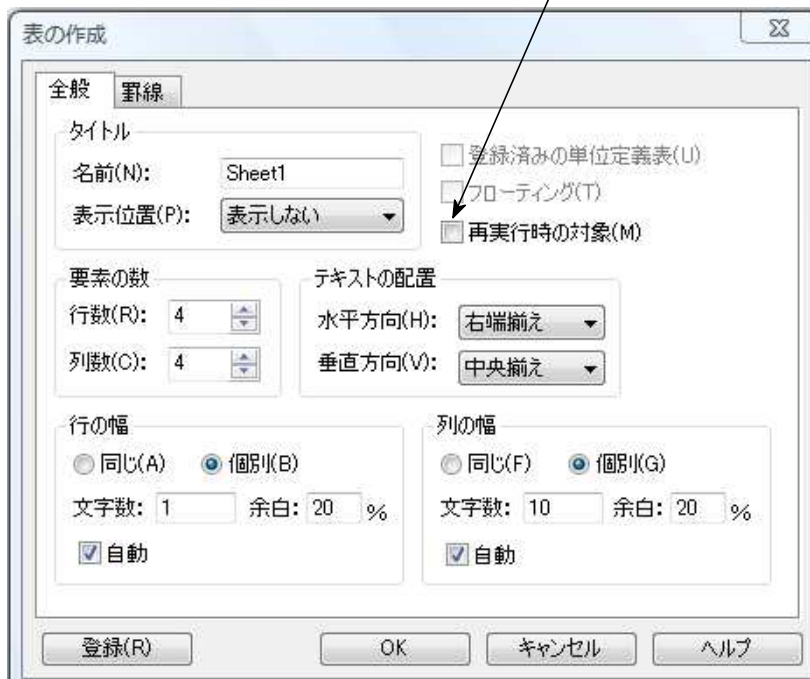 表の作成
全般 罫線
タイトル
名前(N): Sheet1
表示位置(P): 表示しない
登録済みの単位定義表(U)
フローティング(T)
再実行時の対象(M)
要素の数
行数(R): 4
列数(C): 4
テキストの配置
水平方向(H): 右端揃え
垂直方向(V): 中央揃え
行の幅
同じ(A) 個別(B)
文字数: 1 余白: 20 %
自動
列の幅
同じ(F) 個別(G)
文字数: 10 余白: 20 %
自動
登録(R) OK キャンセル ヘルプ